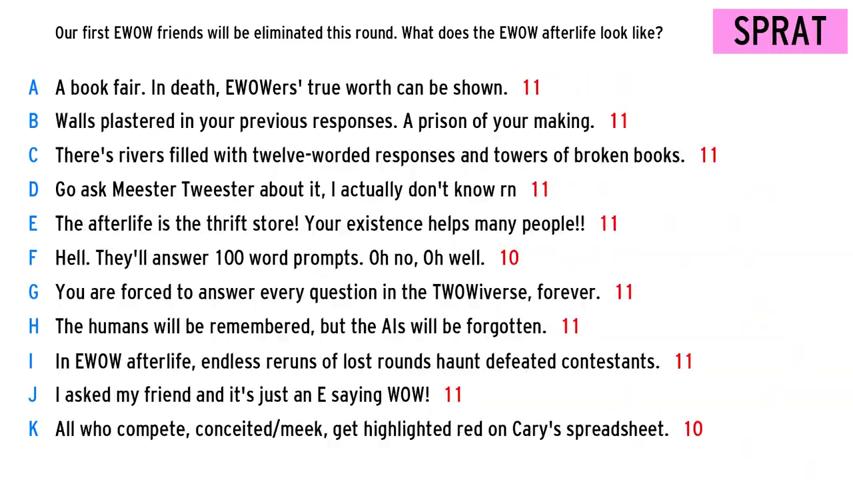 Our first EWOW friends will be eliminated this round. What does the EWOW afterlife look like?
SPRAT
A A book fair. In death, EWOWers' true worth can be shown. 11
B Walls plastered in your previous responses. A prison of your making. 11
C There's rivers filled with twelve-worded responses and towers of broken books. 11
D Go ask Meester Tweester about it, I actually don't know rn 11
E The afterlife is the thrift store! Your existence helps many people!! 11
F Hell. They'll answer 100 word prompts. Oh no, Oh well. 10
G You are forced to answer every question in the TWOWiverse, forever. 11
H The humans will be remembered, but the AIs will be forgotten. 11
I In EWOW afterlife, endless reruns of lost rounds haunt defeated contestants. 11
J I asked my friend and it's just an E saying WOW! 11
K All who compete, conceited/meek, get highlighted red on Cary's spreadsheet. 10